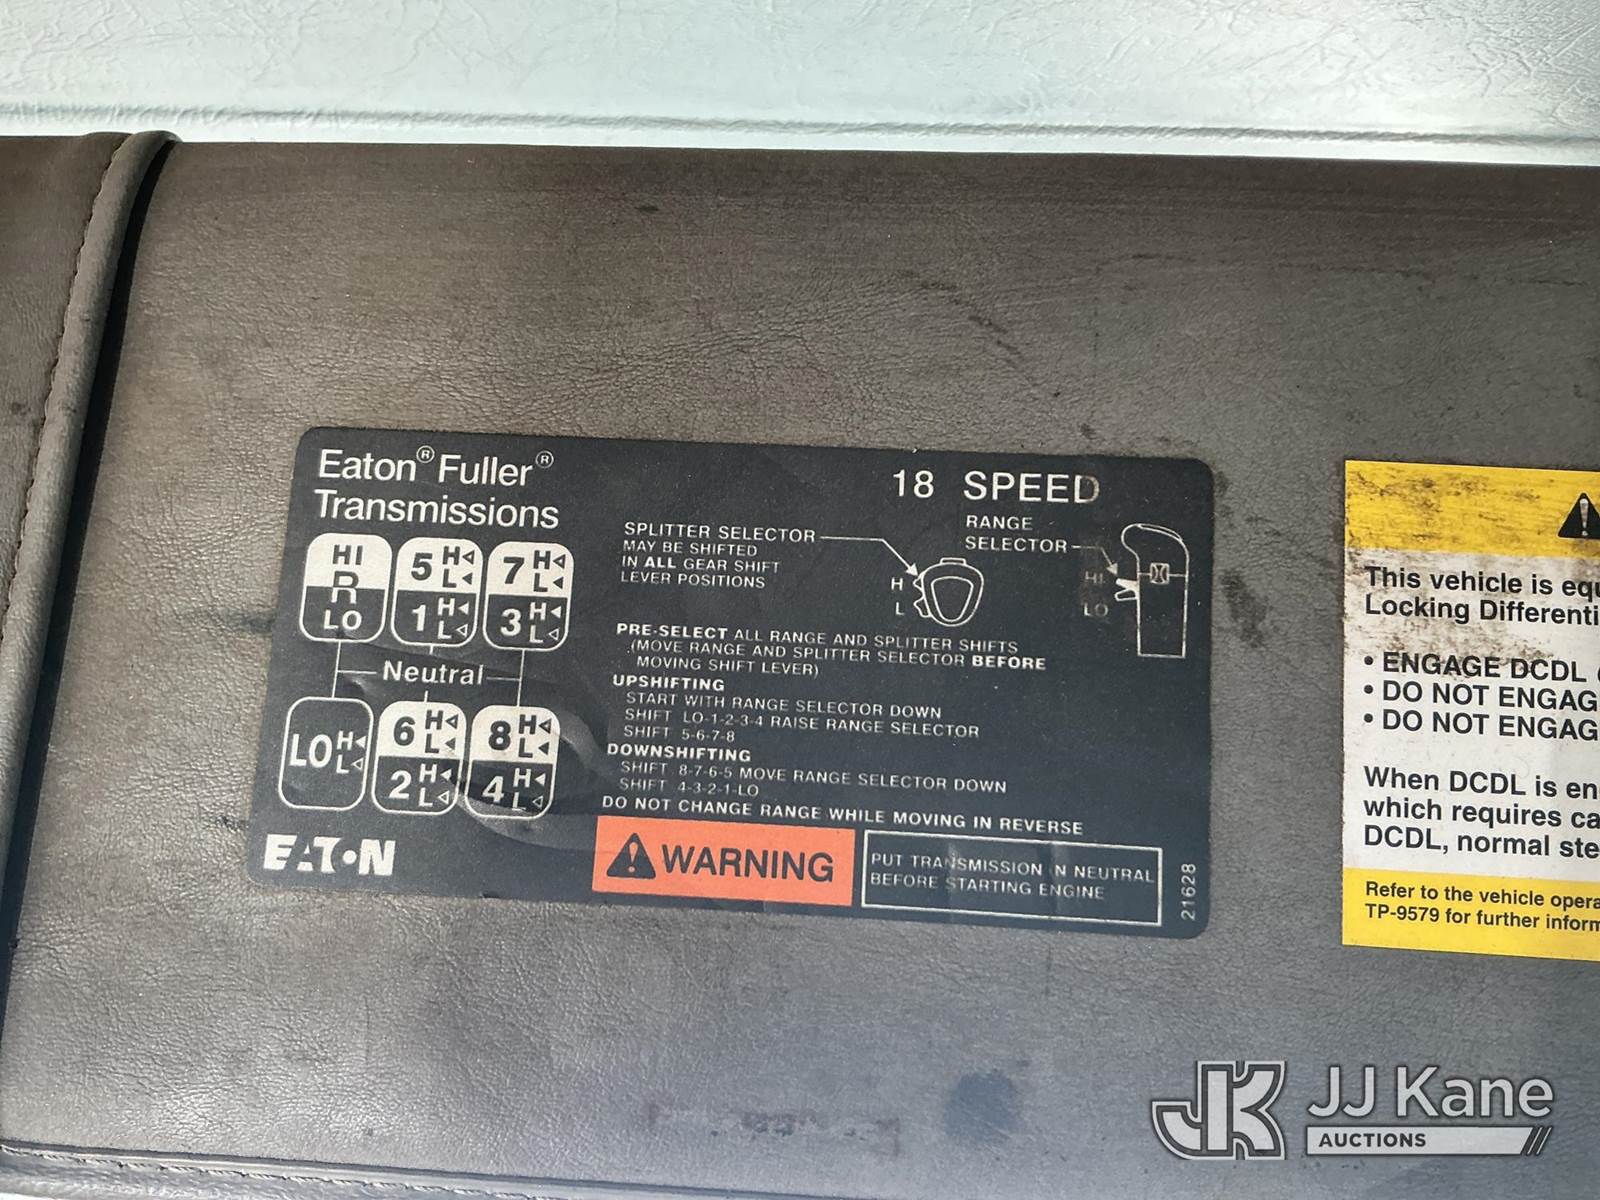 Eaton® Fuller®
Transmissions
18 SPEED
HI
R
LO
5 H L
1 H L
7 H L
3 H L
Neutral
LO H L
6 H L
2 H L
8 H L
4 H L
EATON
SPLITTER SELECTOR
MAY BE SHIFTED
IN ALL GEAR SHIFT
LEVER POSITIONS
H
L
RANGE
SELECTOR
HI
LO
PRE-SELECT ALL RANGE AND SPLITTER SHIFTS
(MOVE RANGE AND SPLITTER SELECTOR BEFORE
MOVING SHIFT LEVER)
UPSHIFTING
START WITH RANGE SELECTOR DOWN
SHIFT LO-1-2-3-4 RAISE RANGE SELECTOR
SHIFT 5-6-7-8
DOWNSHIFTING
SHIFT 8-7-6-5 MOVE RANGE SELECTOR DOWN
SHIFT 4-3-2-1-LO
DO NOT CHANGE RANGE WHILE MOVING IN REVERSE
WARNING
PUT TRANSMISSION IN NEUTRAL
BEFORE STARTING ENGINE
21628
This vehicle is equ
Locking Differenti
• ENGAGE DCDL
• DO NOT ENGAG
• DO NOT ENGAG
When DCDL is en
which requires ca
DCDL, normal ste
Refer to the vehicle opera
TP-9579 for further inform
JJ Kane
AUCTIONS